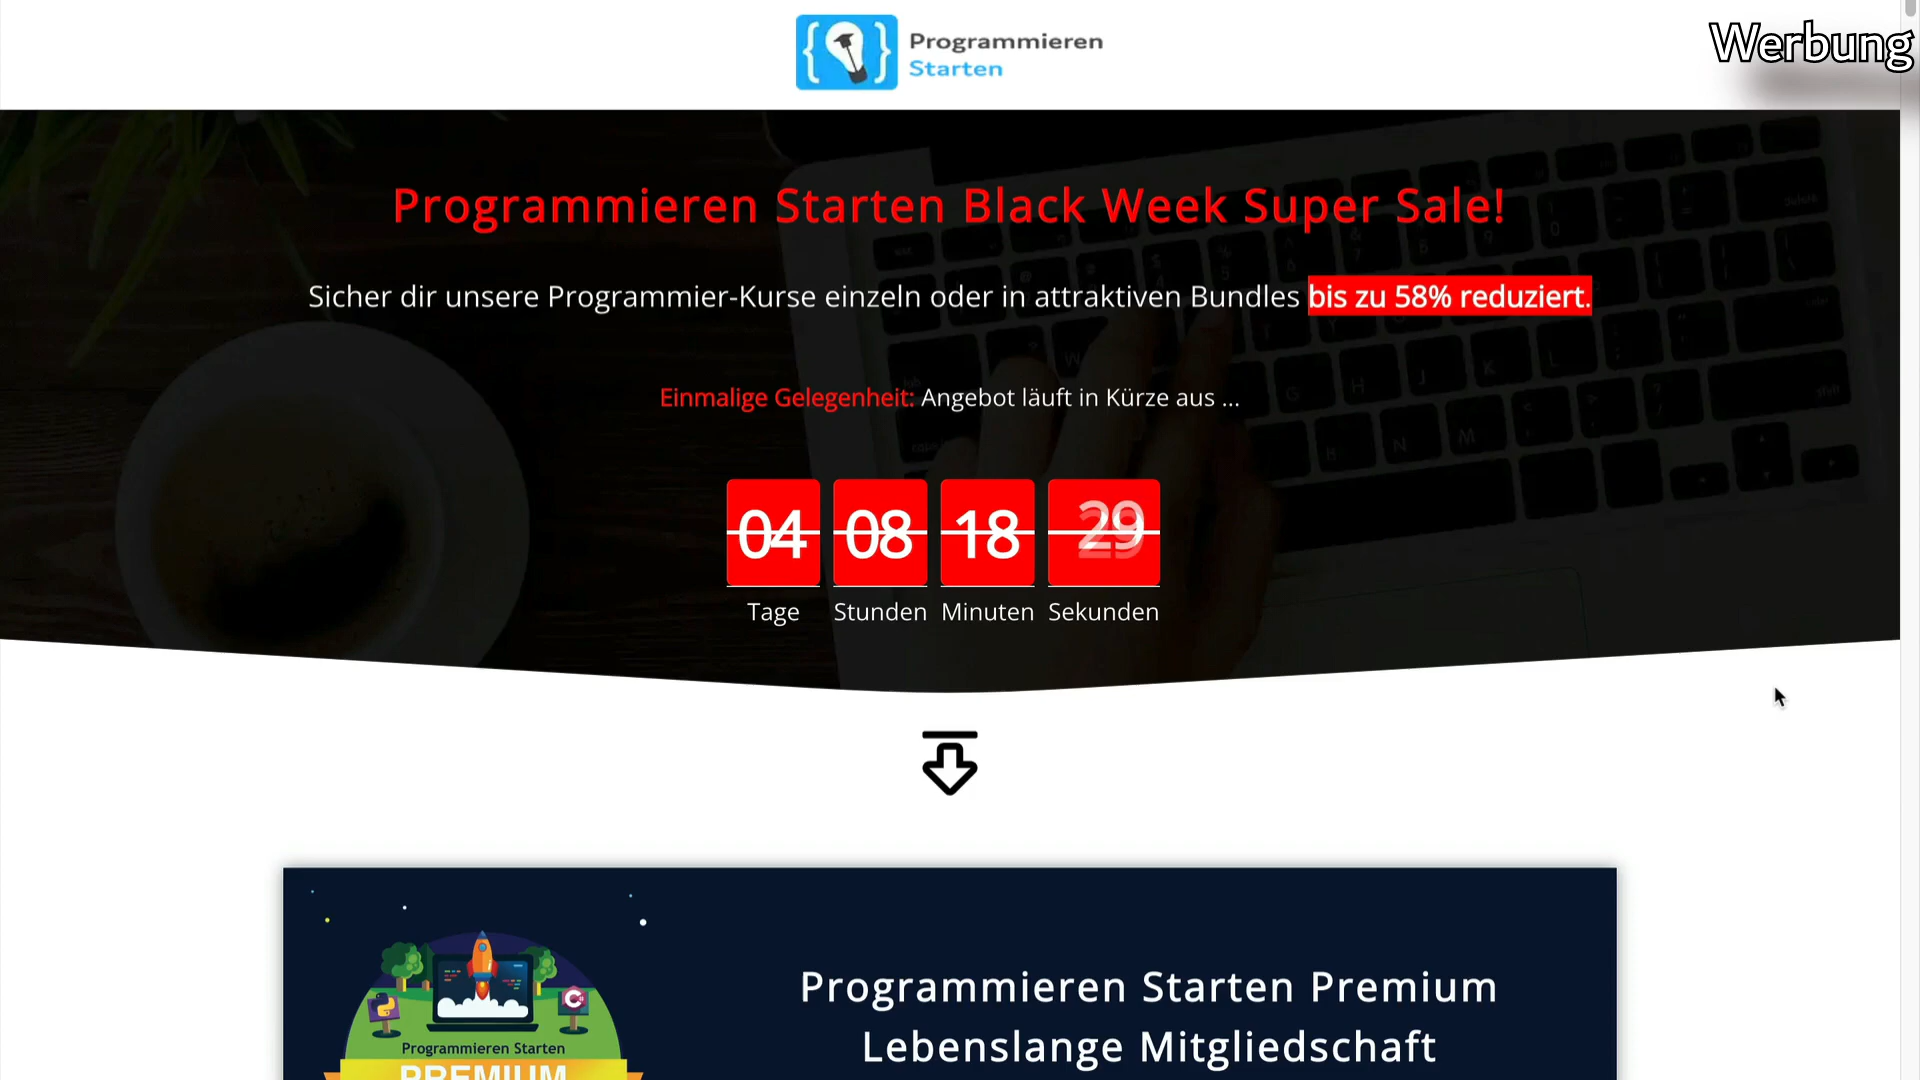 Programmieren
Starten
Werbung
Programmieren Starten Black Week Super Sale!
Sicher dir unsere Programmier-Kurse einzeln oder in attraktiven Bundles bis zu 58% reduziert.
Einmalige Gelegenheit: Angebot läuft in Kürze aus ...
04 08 18 29
Tage Stunden Minuten Sekunden
Programmieren Starten
PREMIUM
Programmieren Starten Premium
Lebenslange Mitgliedschaft